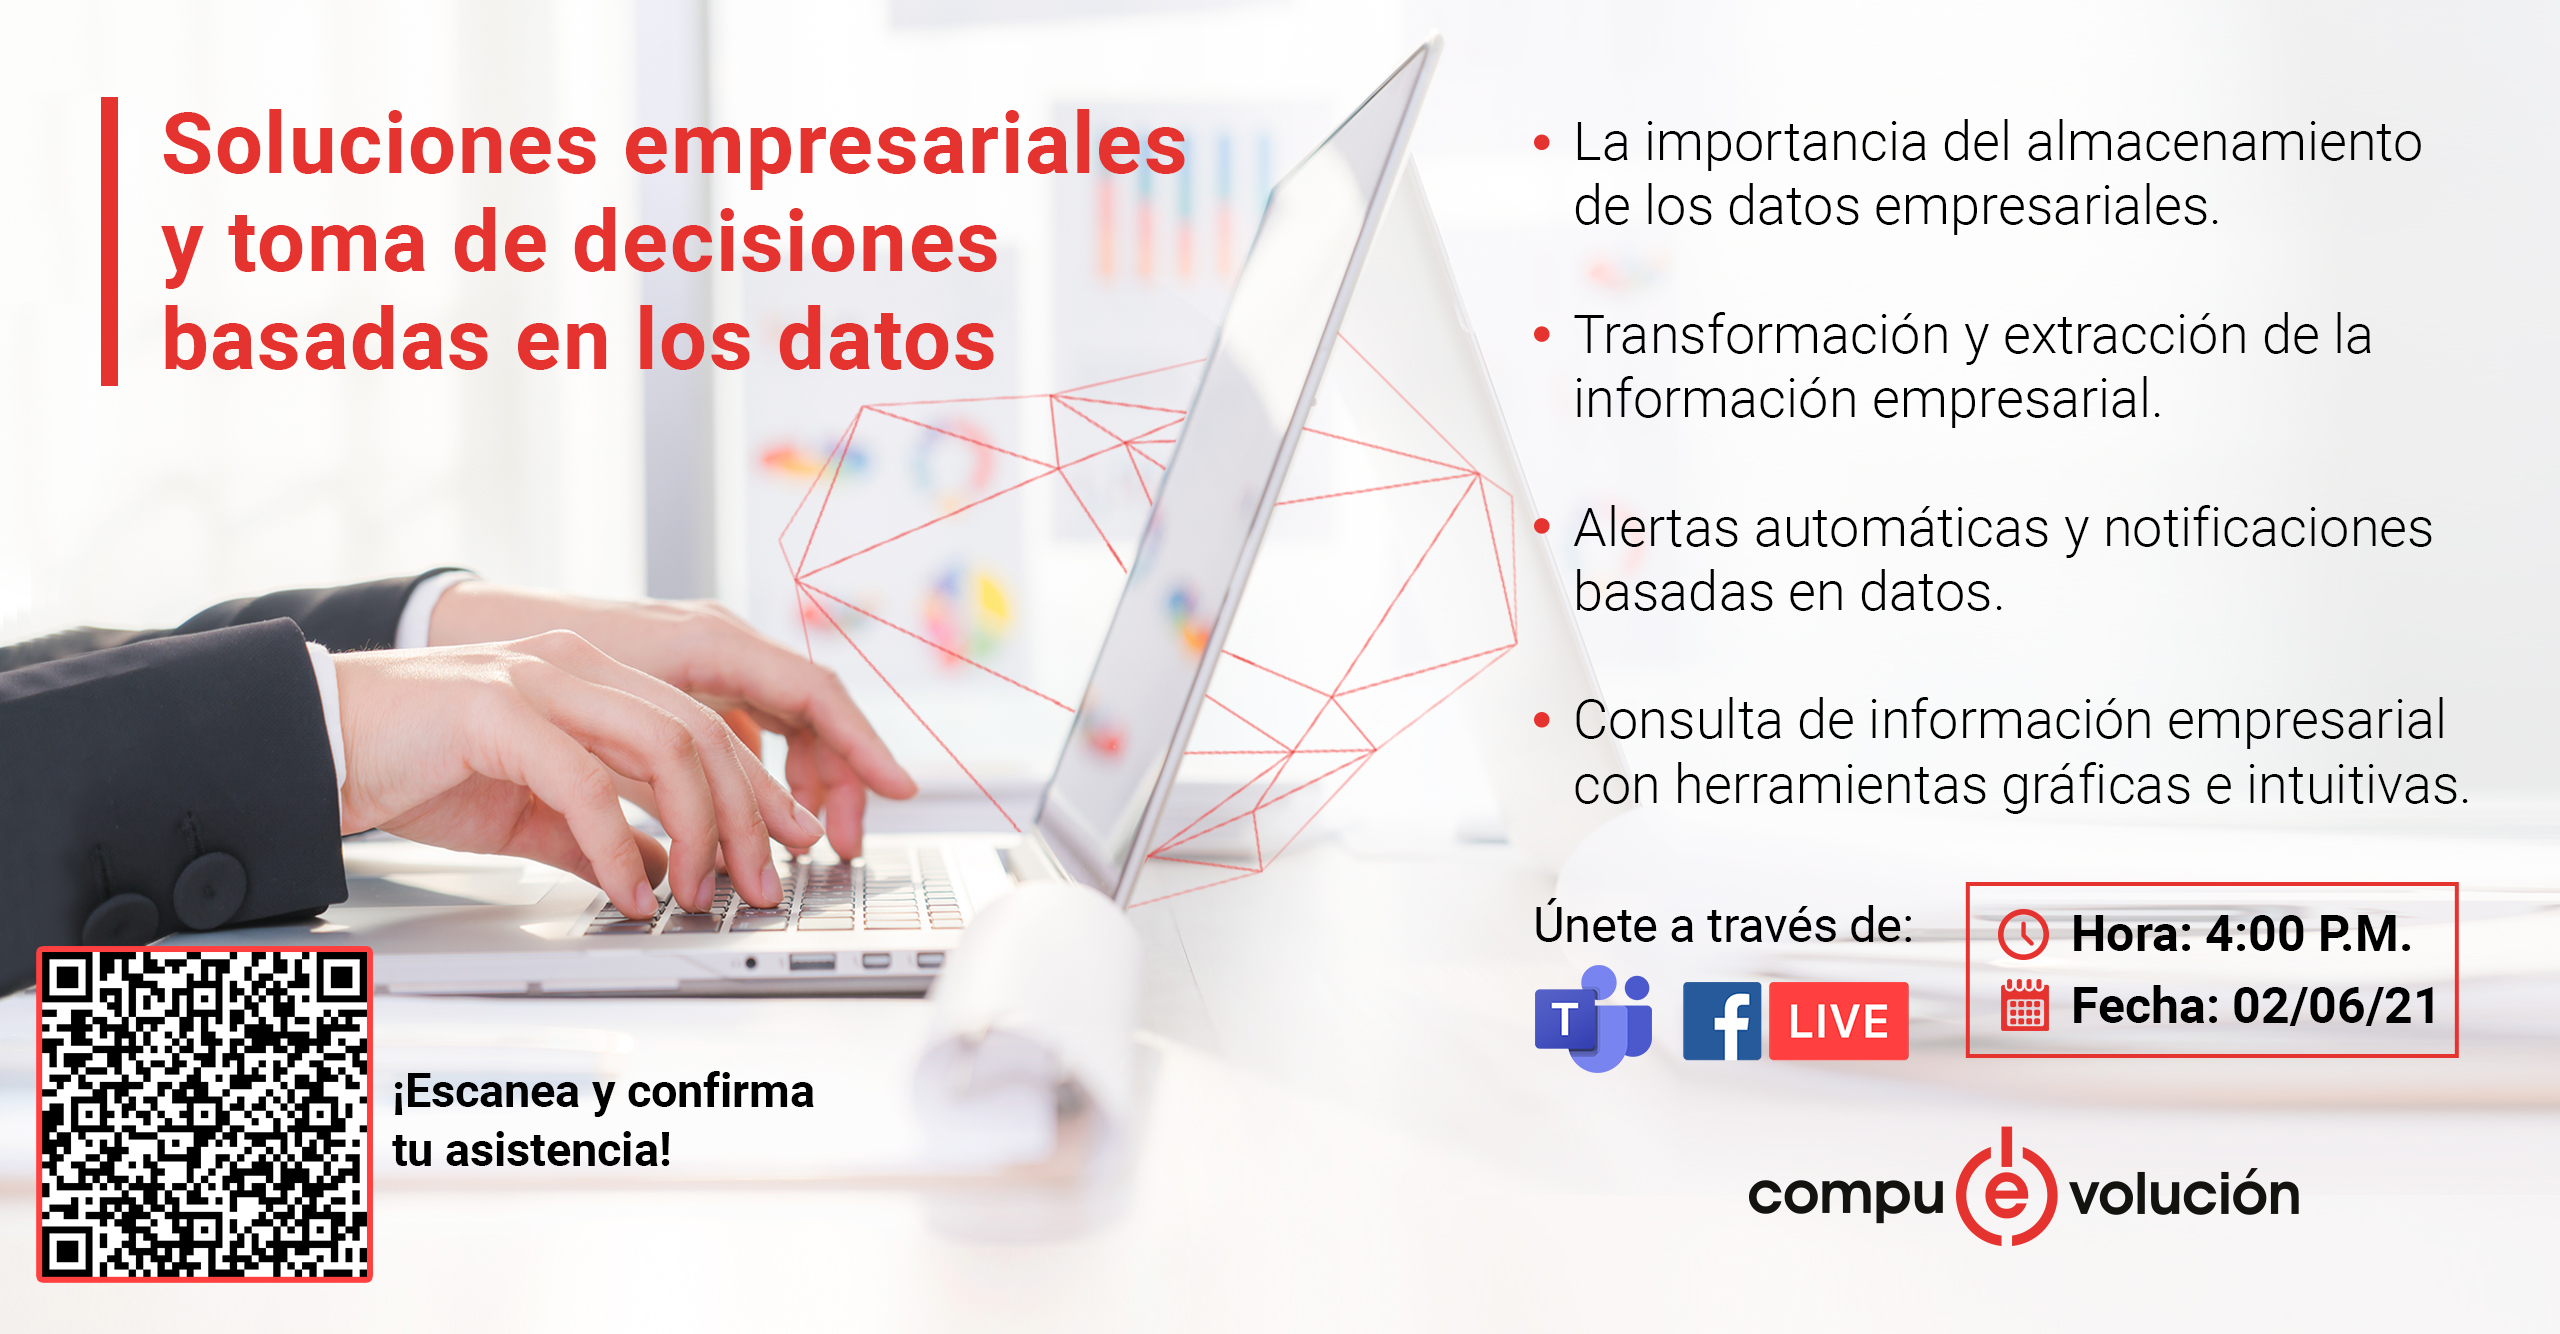 Soluciones empresariales
y toma de decisiones
basadas en los datos
• La importancia del almacenamiento
de los datos empresariales.
• Transformación y extracción de la
información empresarial.
• Alertas automáticas y notificaciones
basadas en datos.
• Consulta de información empresarial
con herramientas gráficas e intuitivas.
Únete a través de:
T
f LIVE
Hora: 4:00 P.M.
Fecha: 02/06/21
¡Escanea y confirma
tu asistencia!
compu e volución